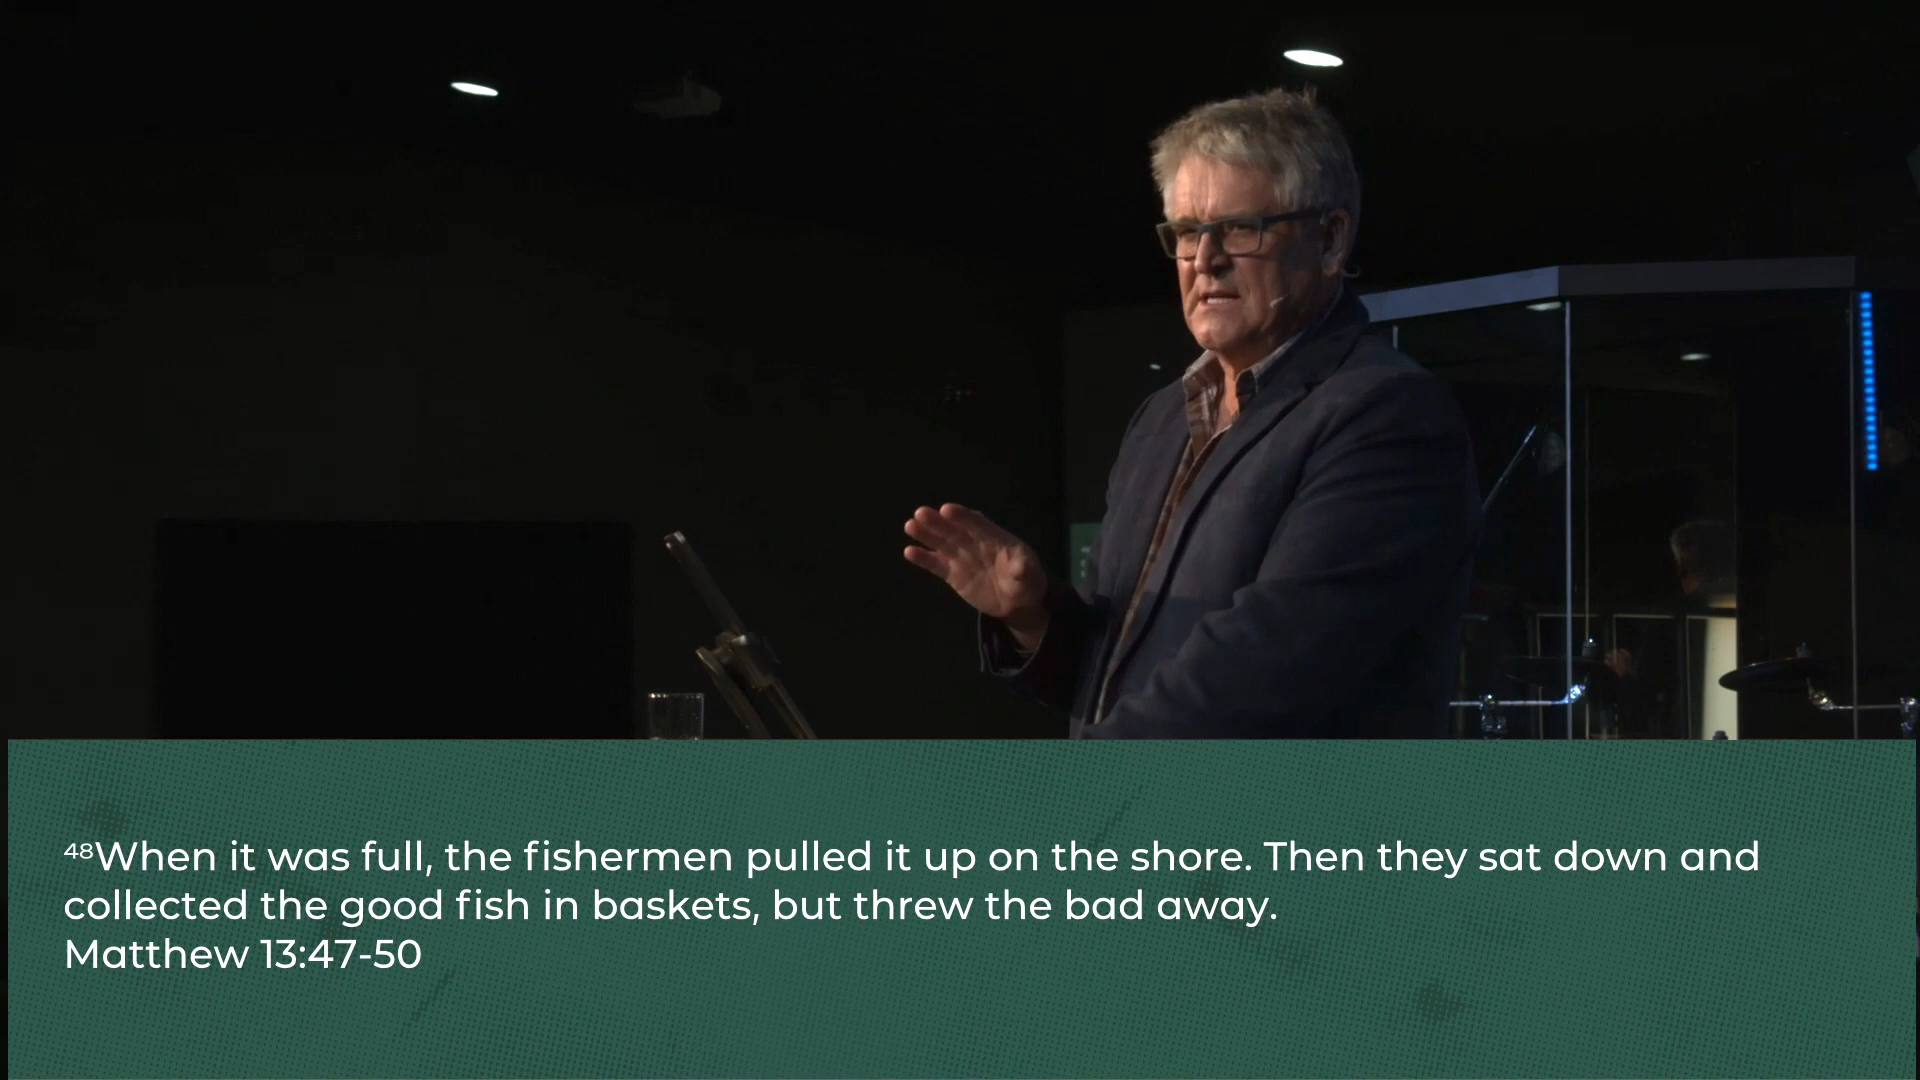 ⁴⁸When it was full, the fishermen pulled it up on the shore. Then they sat down and
collected the good fish in baskets, but threw the bad away.
Matthew 13:47-50